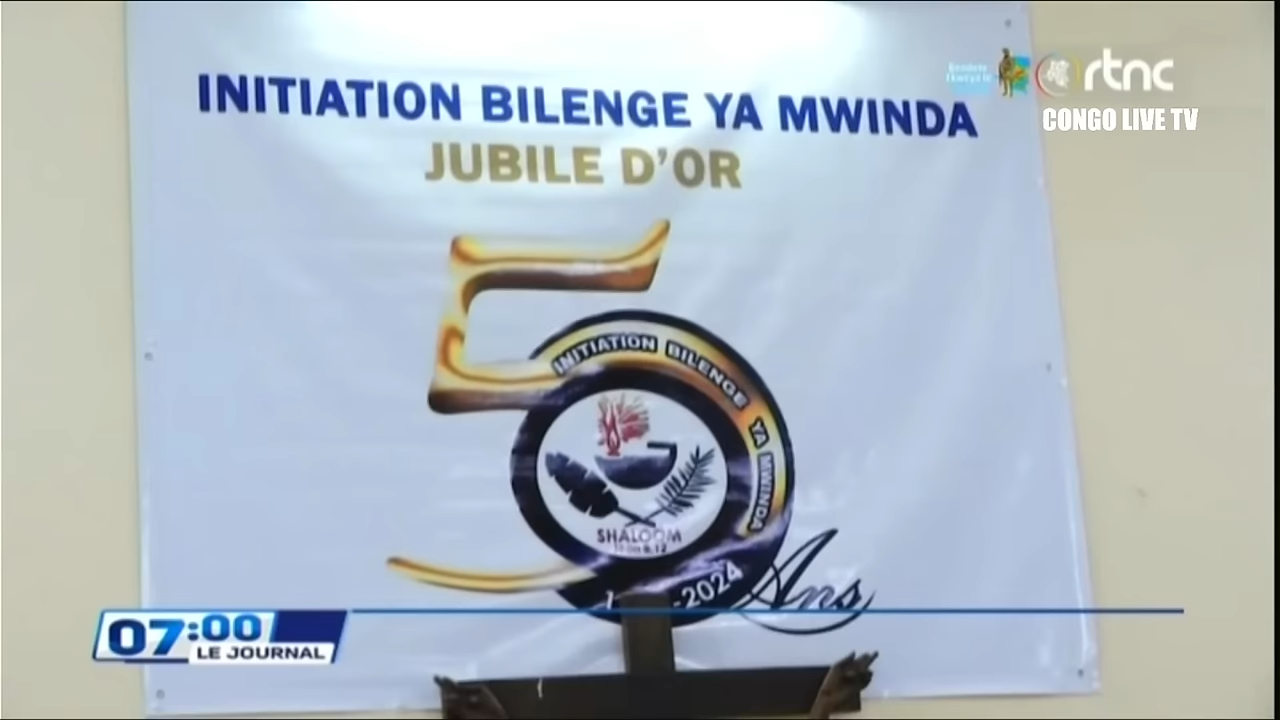 INITIATION BILENGE YA MWINDA
JUBILE D'OR
rtnc
CONGO LIVE TV
INITIATION BILENGE YA MWINDA
SHALOOM
-2024
Ans
07:00
LE JOURNAL